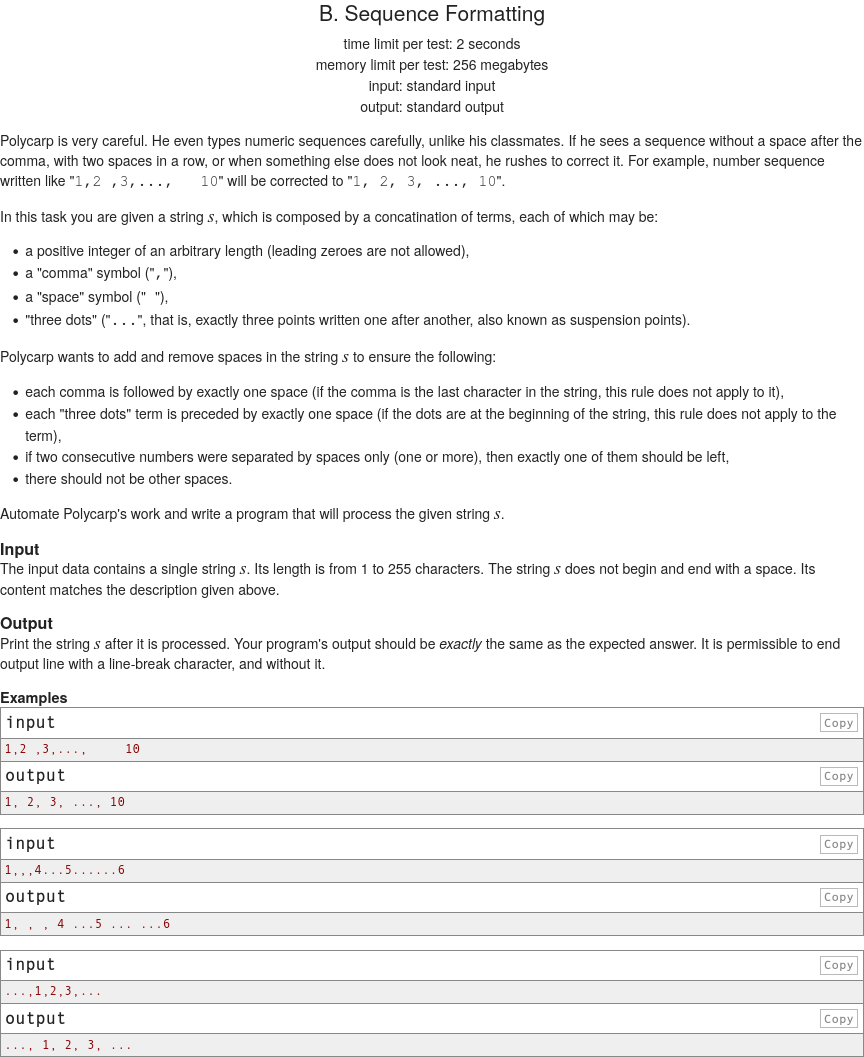 B. Sequence Formatting
time limit per test: 2 seconds
memory limit per test: 256 megabytes
input: standard input
output: standard output
Polycarp is very careful. He even types numeric sequences carefully, unlike his classmates. If he sees a sequence without a space after the
comma, with two spaces in a row, or when something else does not look neat, he rushes to correct it. For example, number sequence
written like "1,2 ,3,...,   10" will be corrected to "1, 2, 3, ..., 10".
In this task you are given a string s, which is composed by a concatination of terms, each of which may be:
• a positive integer of an arbitrary length (leading zeroes are not allowed),
• a "comma" symbol (","),
• a "space" symbol (" "),
• "three dots" ("...", that is, exactly three points written one after another, also known as suspension points).
Polycarp wants to add and remove spaces in the string s to ensure the following:
• each comma is followed by exactly one space (if the comma is the last character in the string, this rule does not apply to it),
• each "three dots" term is preceded by exactly one space (if the dots are at the beginning of the string, this rule does not apply to the
term),
• if two consecutive numbers were separated by spaces only (one or more), then exactly one of them should be left,
• there should not be other spaces.
Automate Polycarp's work and write a program that will process the given string s.
Input
The input data contains a single string s. Its length is from 1 to 255 characters. The string s does not begin and end with a space. Its
content matches the description given above.
Output
Print the string s after it is processed. Your program's output should be exactly the same as the expected answer. It is permissible to end
output line with a line-break character, and without it.
Examples
input Copy
1,2 ,3,...,     10
output Copy
1, 2, 3, ..., 10
input Copy
1,,,4...5......6
output Copy
1, , , 4 ...5 ... ...6
input Copy
...,1,2,3,...
output Copy
..., 1, 2, 3, ...